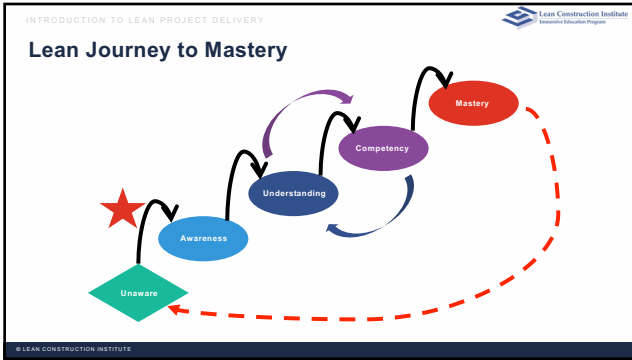 INTRODUCTION TO LEAN PROJECT DELIVERY
Lean Construction Institute
Immersive Education Program
Lean Journey to Mastery
Mastery
Competency
Understanding
Awareness
Unaware
© LEAN CONSTRUCTION INSTITUTE